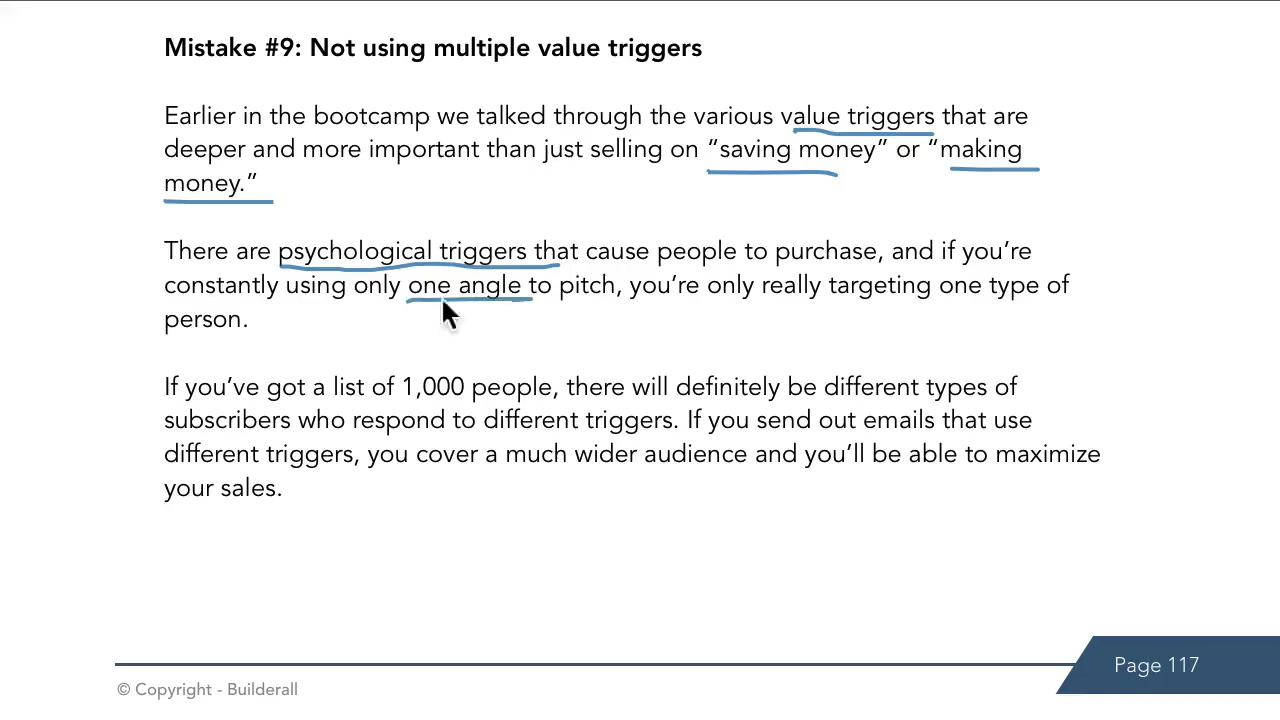 Mistake #9: Not using multiple value triggers
Earlier in the bootcamp we talked through the various value triggers that are
deeper and more important than just selling on “saving money” or “making
money.”
There are psychological triggers that cause people to purchase, and if you’re
constantly using only one angle to pitch, you’re only really targeting one type of
person.
If you’ve got a list of 1,000 people, there will definitely be different types of
subscribers who respond to different triggers. If you send out emails that use
different triggers, you cover a much wider audience and you’ll be able to maximize
your sales.
Page 117
© Copyright - Builderall